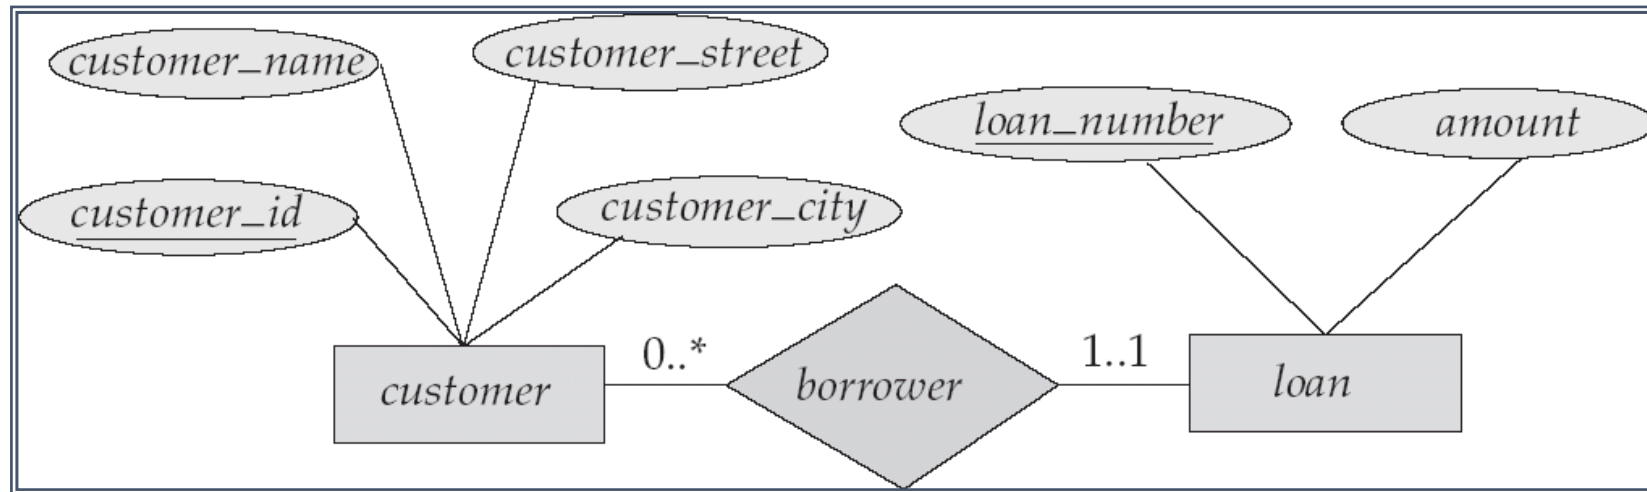 customer_name
customer_street
loan_number
amount
customer_id
customer_city
customer
0..*
borrower
1..1
loan